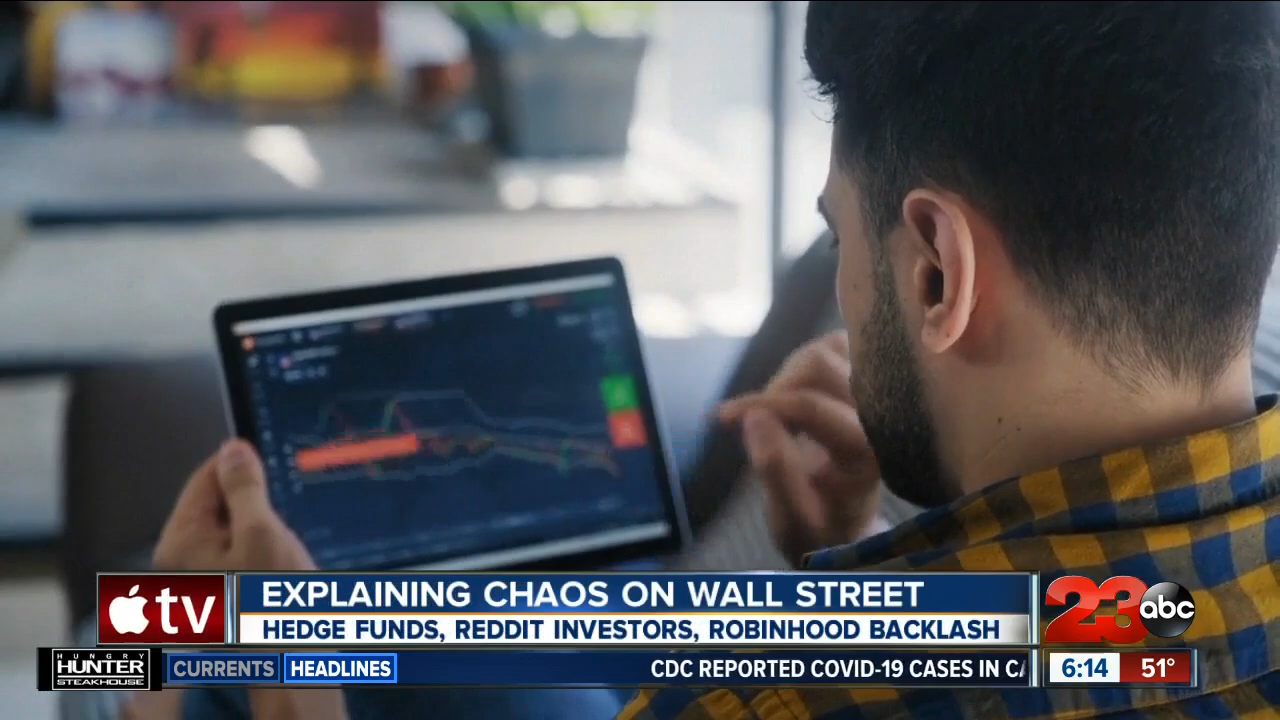 tv
EXPLAINING CHAOS ON WALL STREET
HEDGE FUNDS, REDDIT INVESTORS, ROBINHOOD BACKLASH
23 abc
HUNGRY
HUNTER
STEAKHOUSE
CURRENTS HEADLINES
CDC REPORTED COVID-19 CASES IN
6:14 51°